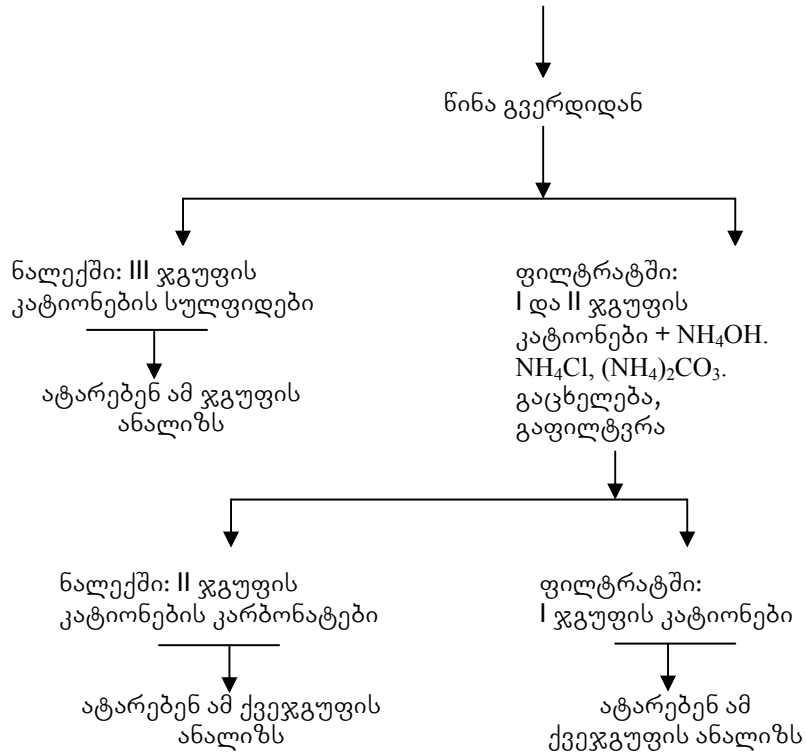 წინა გვერდიდან
ნალექში: III ჯგუფის
კატიონების სულფიდები
ატარებენ ამ ჯგუფის
ანალიზს
ფილტრატში:
I და II ჯგუფის
კატიონები + NH₄OH.
NH₄Cl, (NH₄)₂CO₃.
გაცხელება,
გაფილტვრა
ნალექში: II ჯგუფის
კატიონების კარბონატები
ატარებენ ამ ქვეჯგუფის
ანალიზს
ფილტრატში:
I ჯგუფის კატიონები
ატარებენ ამ
ქვეჯგუფის ანალიზს